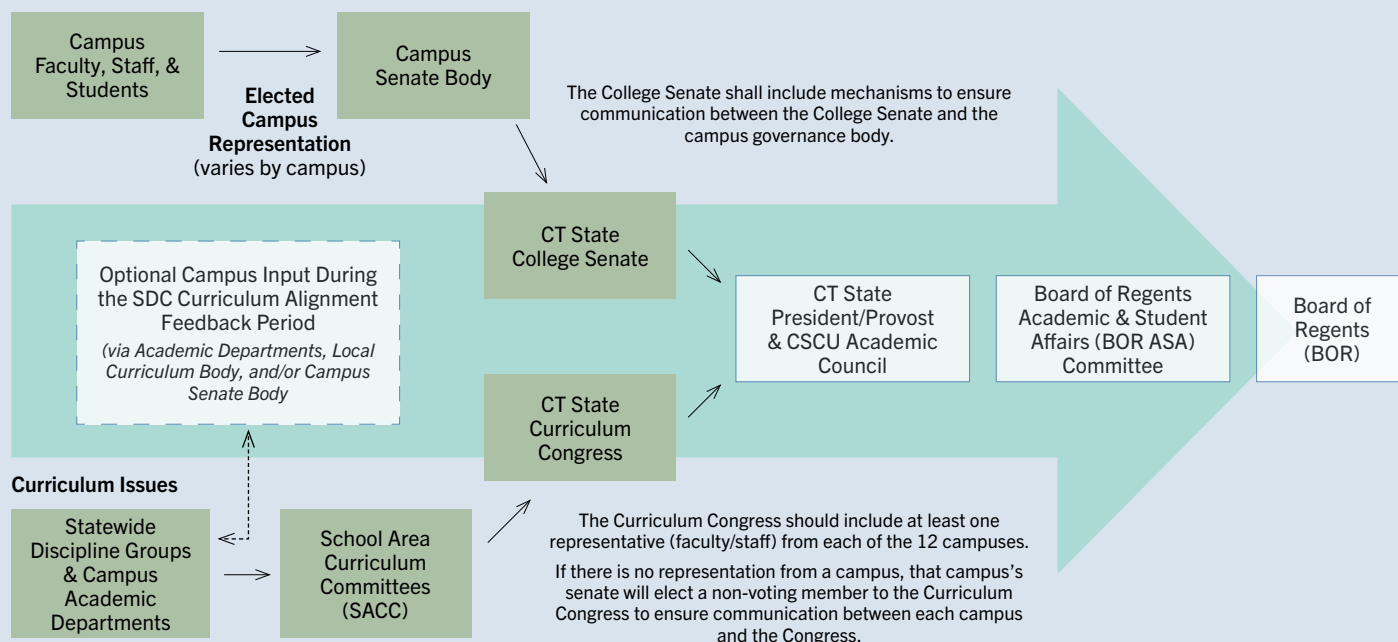 Campus
Faculty, Staff, &
Students
Campus
Senate Body
Elected
Campus
Representation
(varies by campus)
The College Senate shall include mechanisms to ensure
communication between the College Senate and the
campus governance body.
CT State
College Senate
Optional Campus Input During
the SDC Curriculum Alignment
Feedback Period
(via Academic Departments, Local
Curriculum Body, and/or Campus
Senate Body
CT State
President/Provost
& CSCU Academic
Council
Board of Regents
Academic & Student
Affairs (BOR ASA)
Committee
Board of
Regents
(BOR)
CT State
Curriculum
Congress
Curriculum Issues
Statewide
Discipline Groups
& Campus
Academic
Departments
School Area
Curriculum
Committees
(SACC)
The Curriculum Congress should include at least one
representative (faculty/staff) from each of the 12 campuses.
If there is no representation from a campus, that campus's
senate will elect a non-voting member to the Curriculum
Congress to ensure communication between each campus
and the Congress.